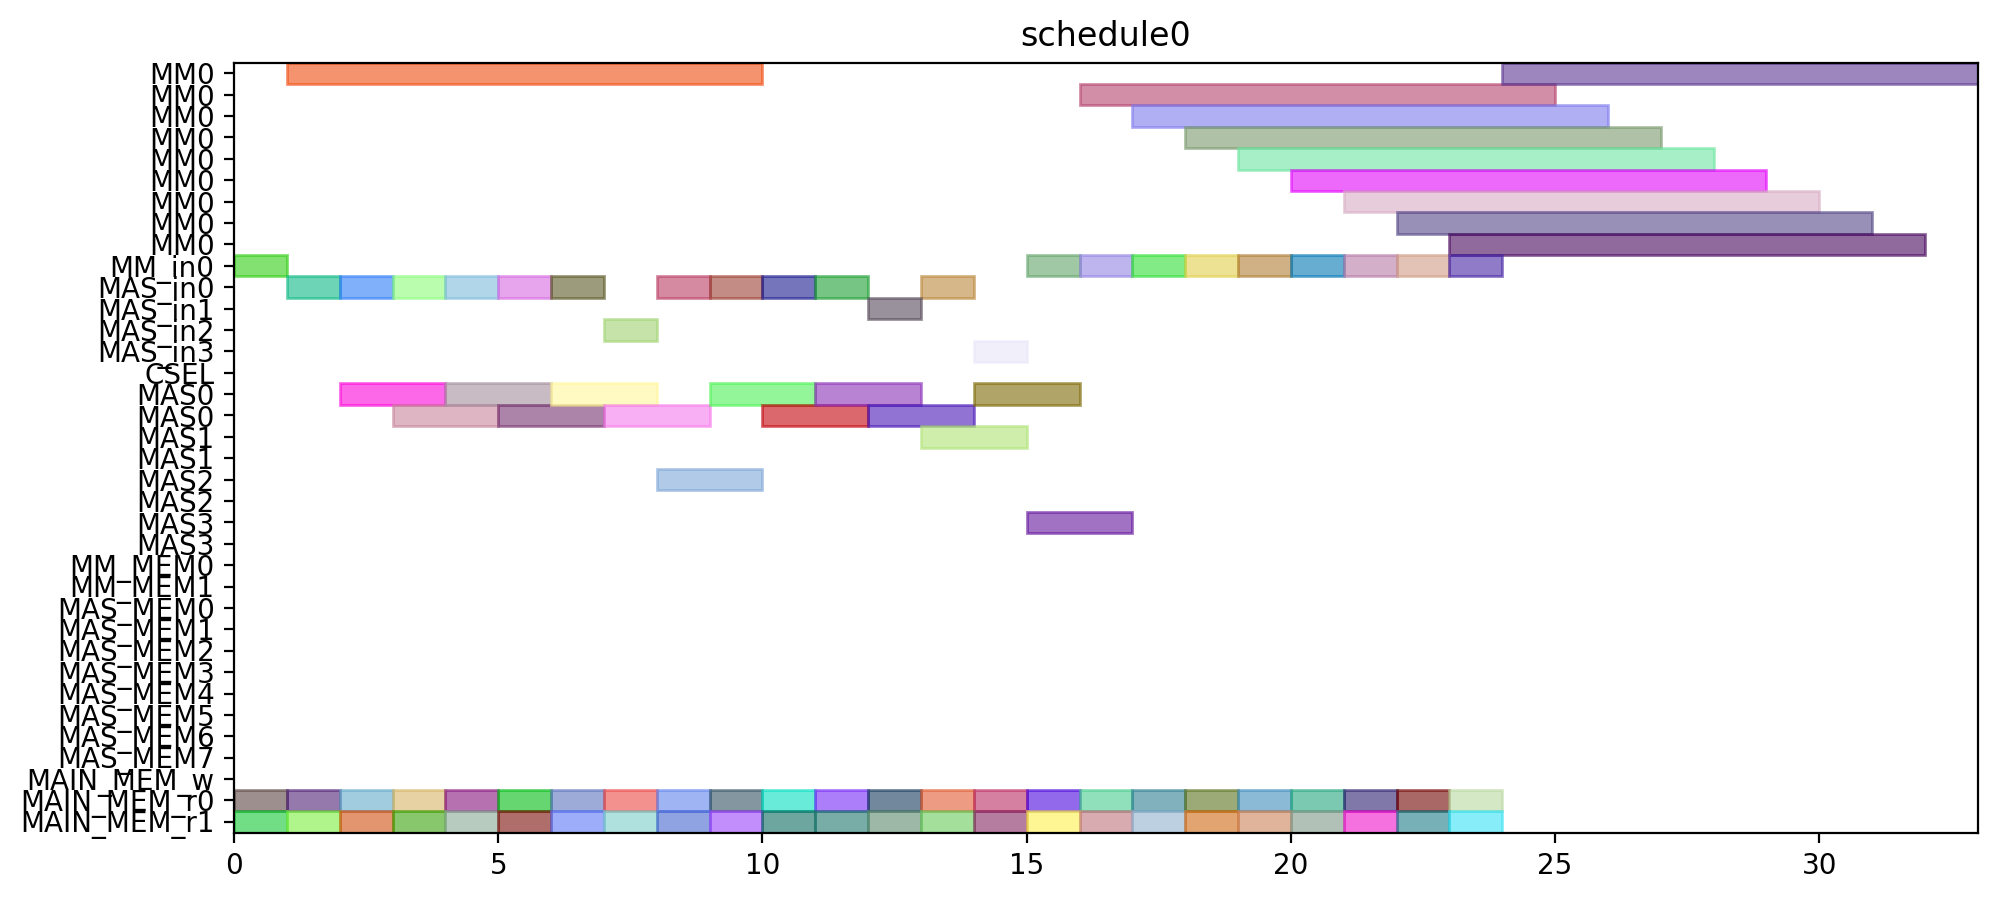 schedule0
MM0
MM0
MM0
MM0
MM0
MM0
MM0
MM0
MM0
MM_in0
MAS_in0
MAS_in1
MAS_in2
MAS_in3
CSEL
MAS0
MAS0
MAS1
MAS1
MAS2
MAS2
MAS3
MAS3
MM_MEM0
MM_MEM1
MAS_MEM0
MAS_MEM1
MAS_MEM2
MAS_MEM3
MAS_MEM4
MAS_MEM5
MAS_MEM6
MAS_MEM7
MAIN_MEM_w
MAIN_MEM_r0
MAIN_MEM_r1
0 5 10 15 20 25 30